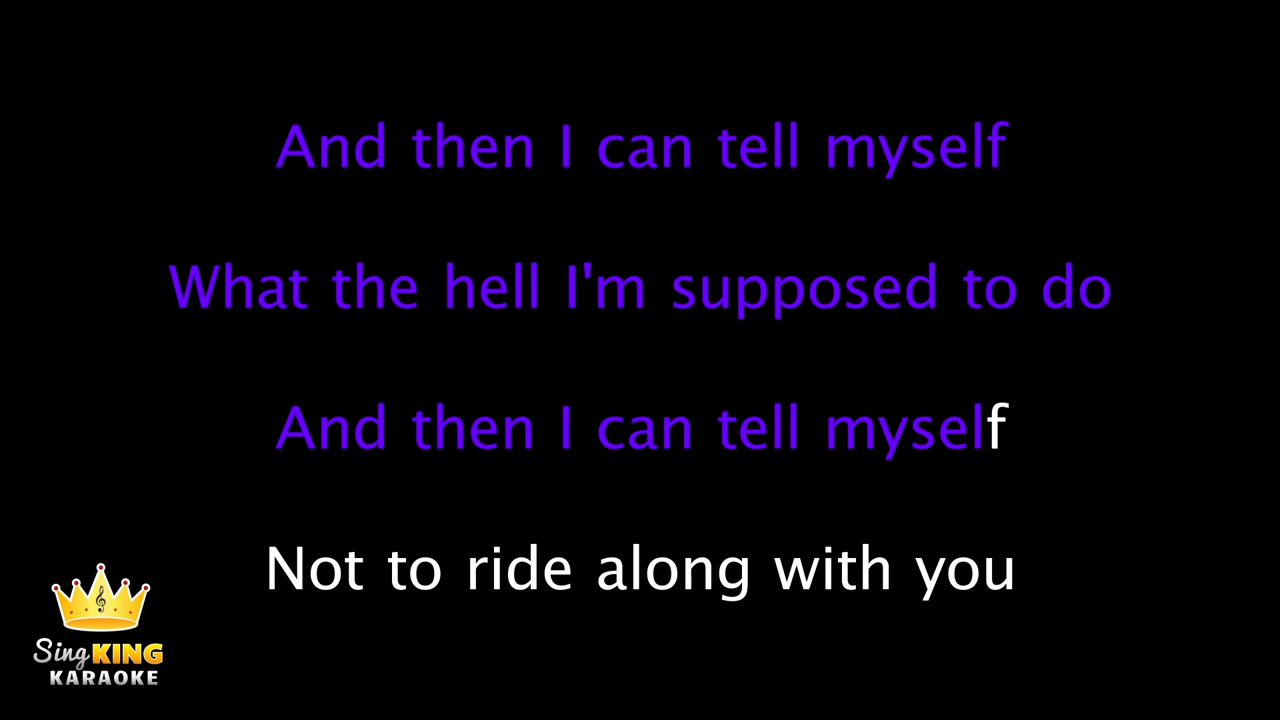 And then I can tell myself
What the hell I'm supposed to do
And then I can tell myself
Not to ride along with you
Sing KING
KARAOKE